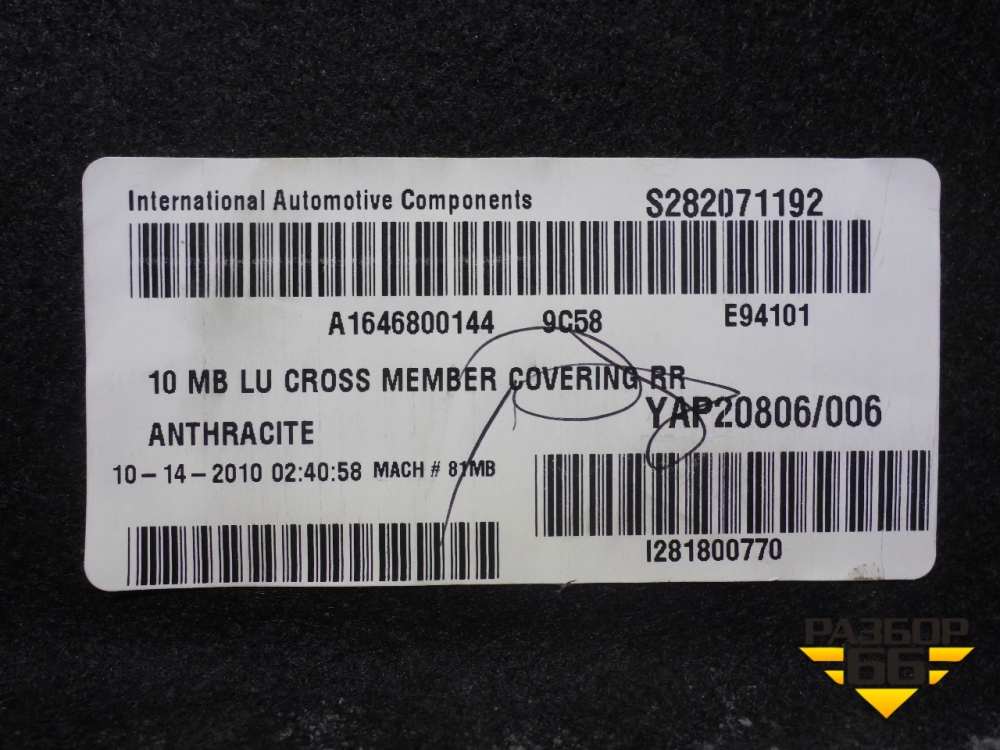 International Automotive Components S282071192
A1646800144 9C58 E94101
10 MB LU CROSS MEMBER COVERING RR
YAP20806/006
ANTHRACITE
10-14-2010 02:40:58 MACH # 81MB
I281800770
РАЗБОР
66